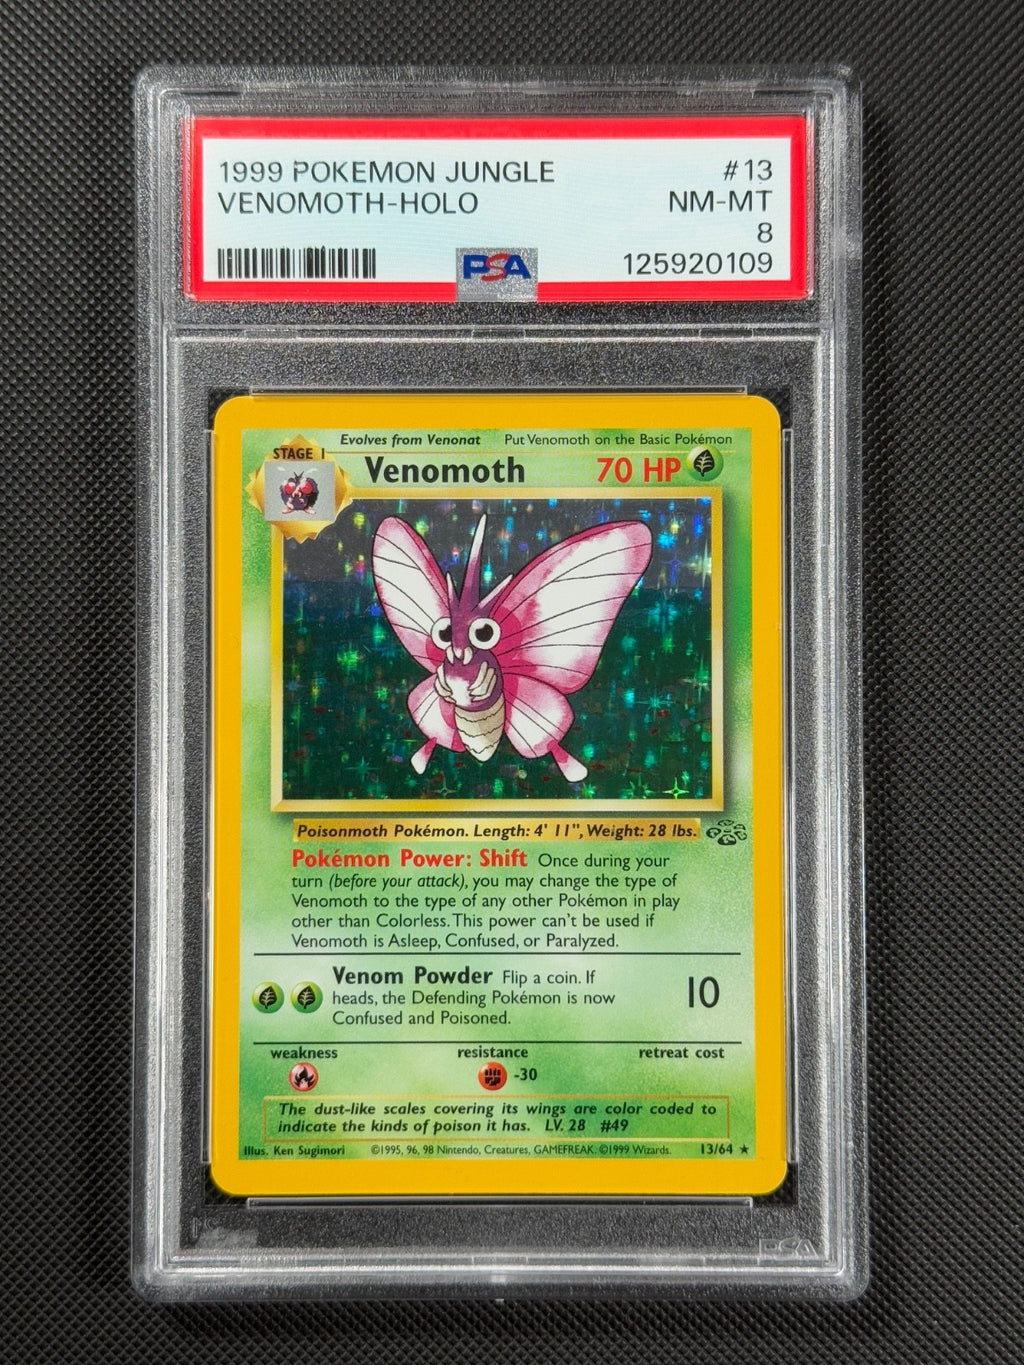 1999 POKEMON JUNGLE #13
VENOMOTH-HOLO NM-MT
8
PSA 125920109
Evolves from Venonat Put Venomoth on the Basic Pokémon
STAGE 1
Venomoth 70 HP
Poisonmoth Pokémon. Length: 4' 11", Weight: 28 lbs.
Pokémon Power: Shift Once during your
turn (before your attack), you may change the type of
Venomoth to the type of any other Pokémon in play
other than Colorless. This power can't be used if
Venomoth is Asleep, Confused, or Paralyzed.
Venom Powder Flip a coin. If
heads, the Defending Pokémon is now
Confused and Poisoned.
10
weakness resistance retreat cost
-30
The dust-like scales covering its wings are color coded to
indicate the kinds of poison it has. LV. 28 #49
Illus. Ken Sugimori ©1995, 96, 98 Nintendo, Creatures, GAMEFREAK. ©1999 Wizards. 13/64 ★
PSA